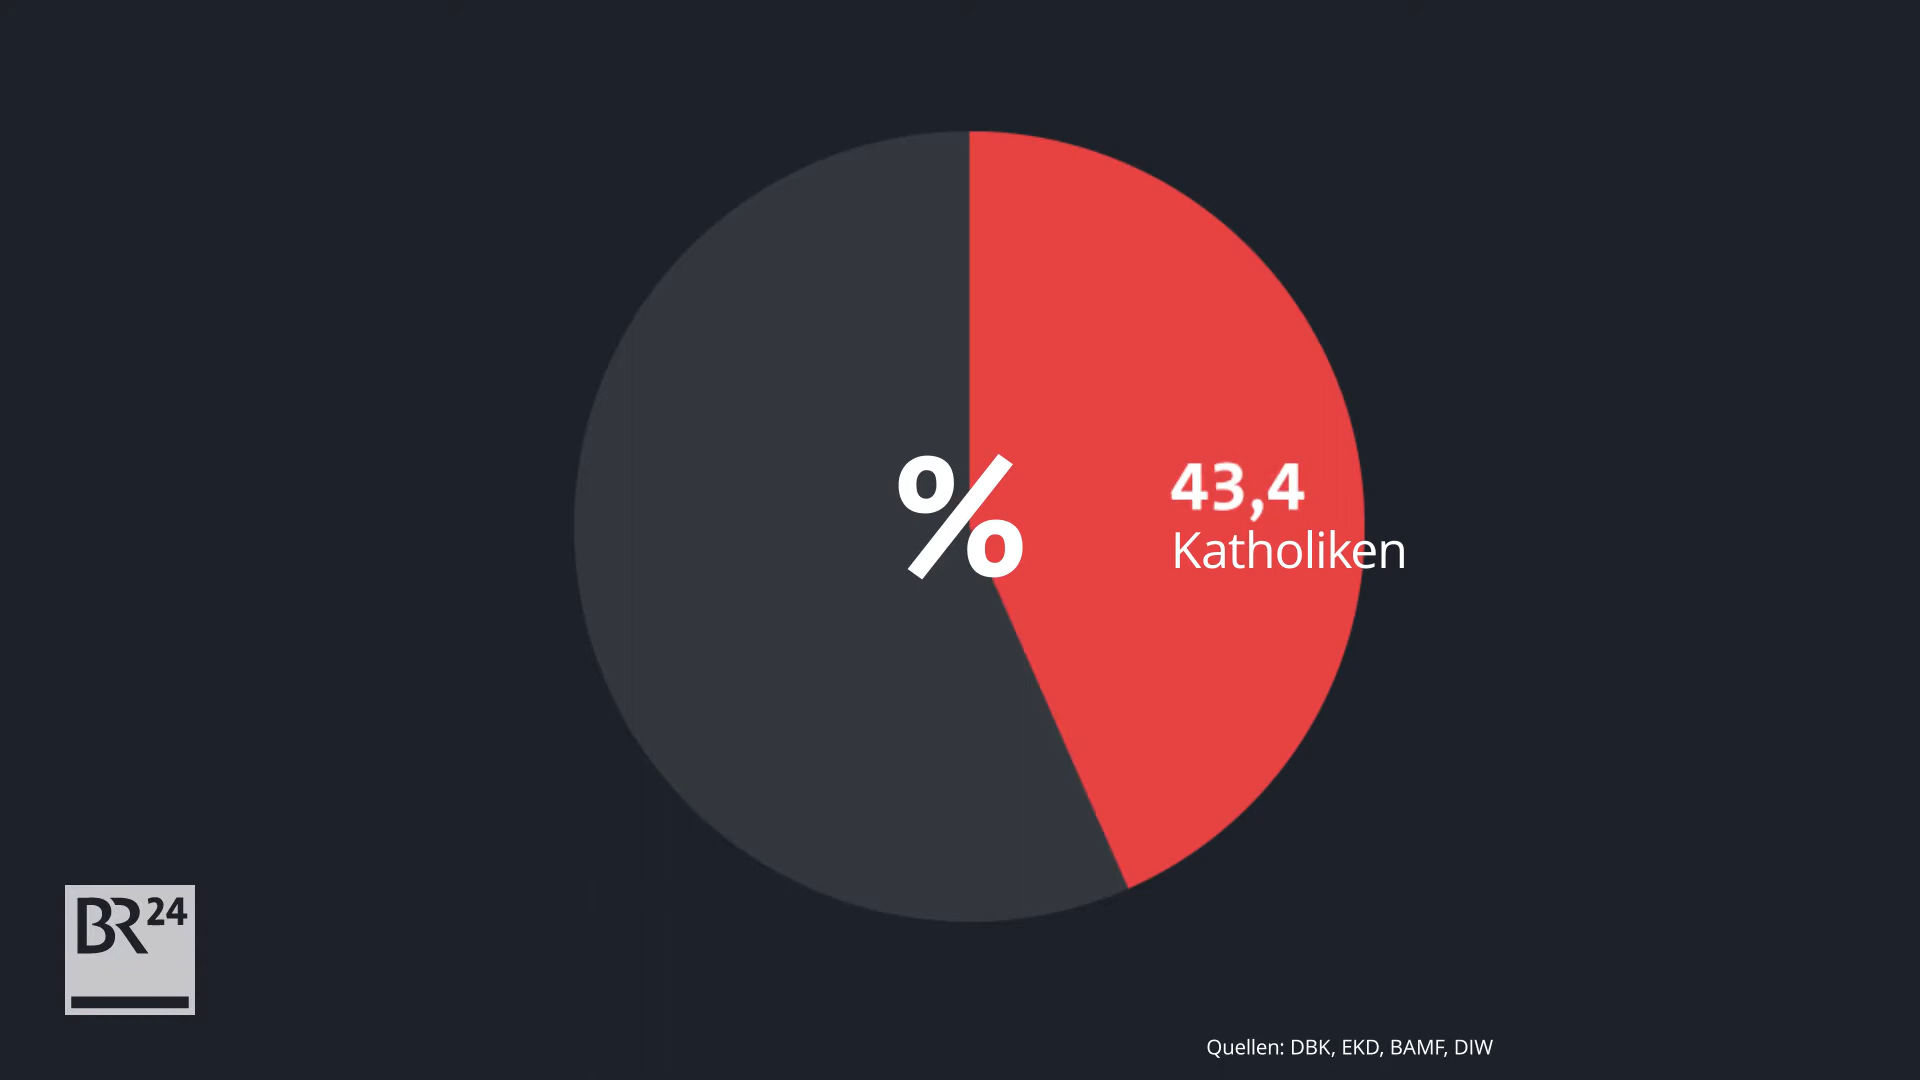 %
43,4
Katholiken
BR24
Quellen: DBK, EKD, BAMF, DIW